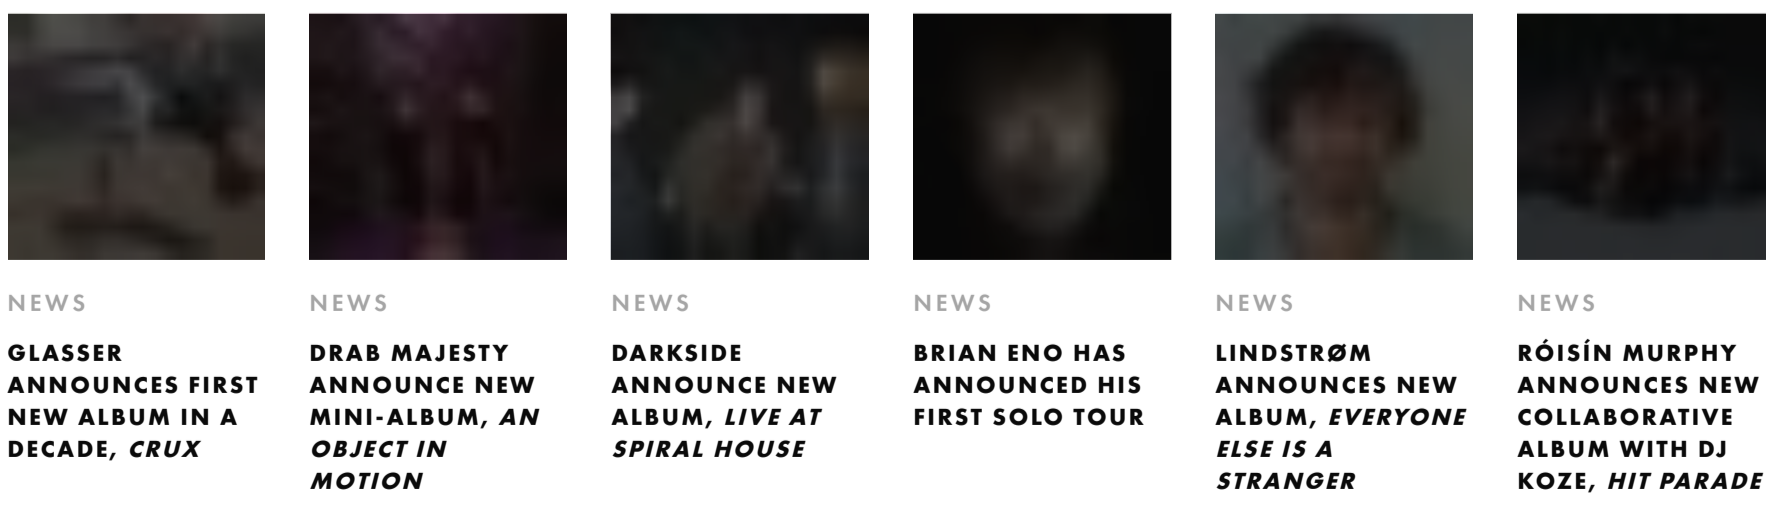 NEWS
GLASSER
ANNOUNCES FIRST
NEW ALBUM IN A
DECADE, CRUX
NEWS
DRAB MAJESTY
ANNOUNCE NEW
MINI-ALBUM, AN
OBJECT IN
MOTION
NEWS
DARKSIDE
ANNOUNCE NEW
ALBUM, LIVE AT
SPIRAL HOUSE
NEWS
BRIAN ENO HAS
ANNOUNCED HIS
FIRST SOLO TOUR
NEWS
LINDSTRØM
ANNOUNCES NEW
ALBUM, EVERYONE
ELSE IS A
STRANGER
NEWS
RÓISÍN MURPHY
ANNOUNCES NEW
COLLABORATIVE
ALBUM WITH DJ
KOZE, HIT PARADE